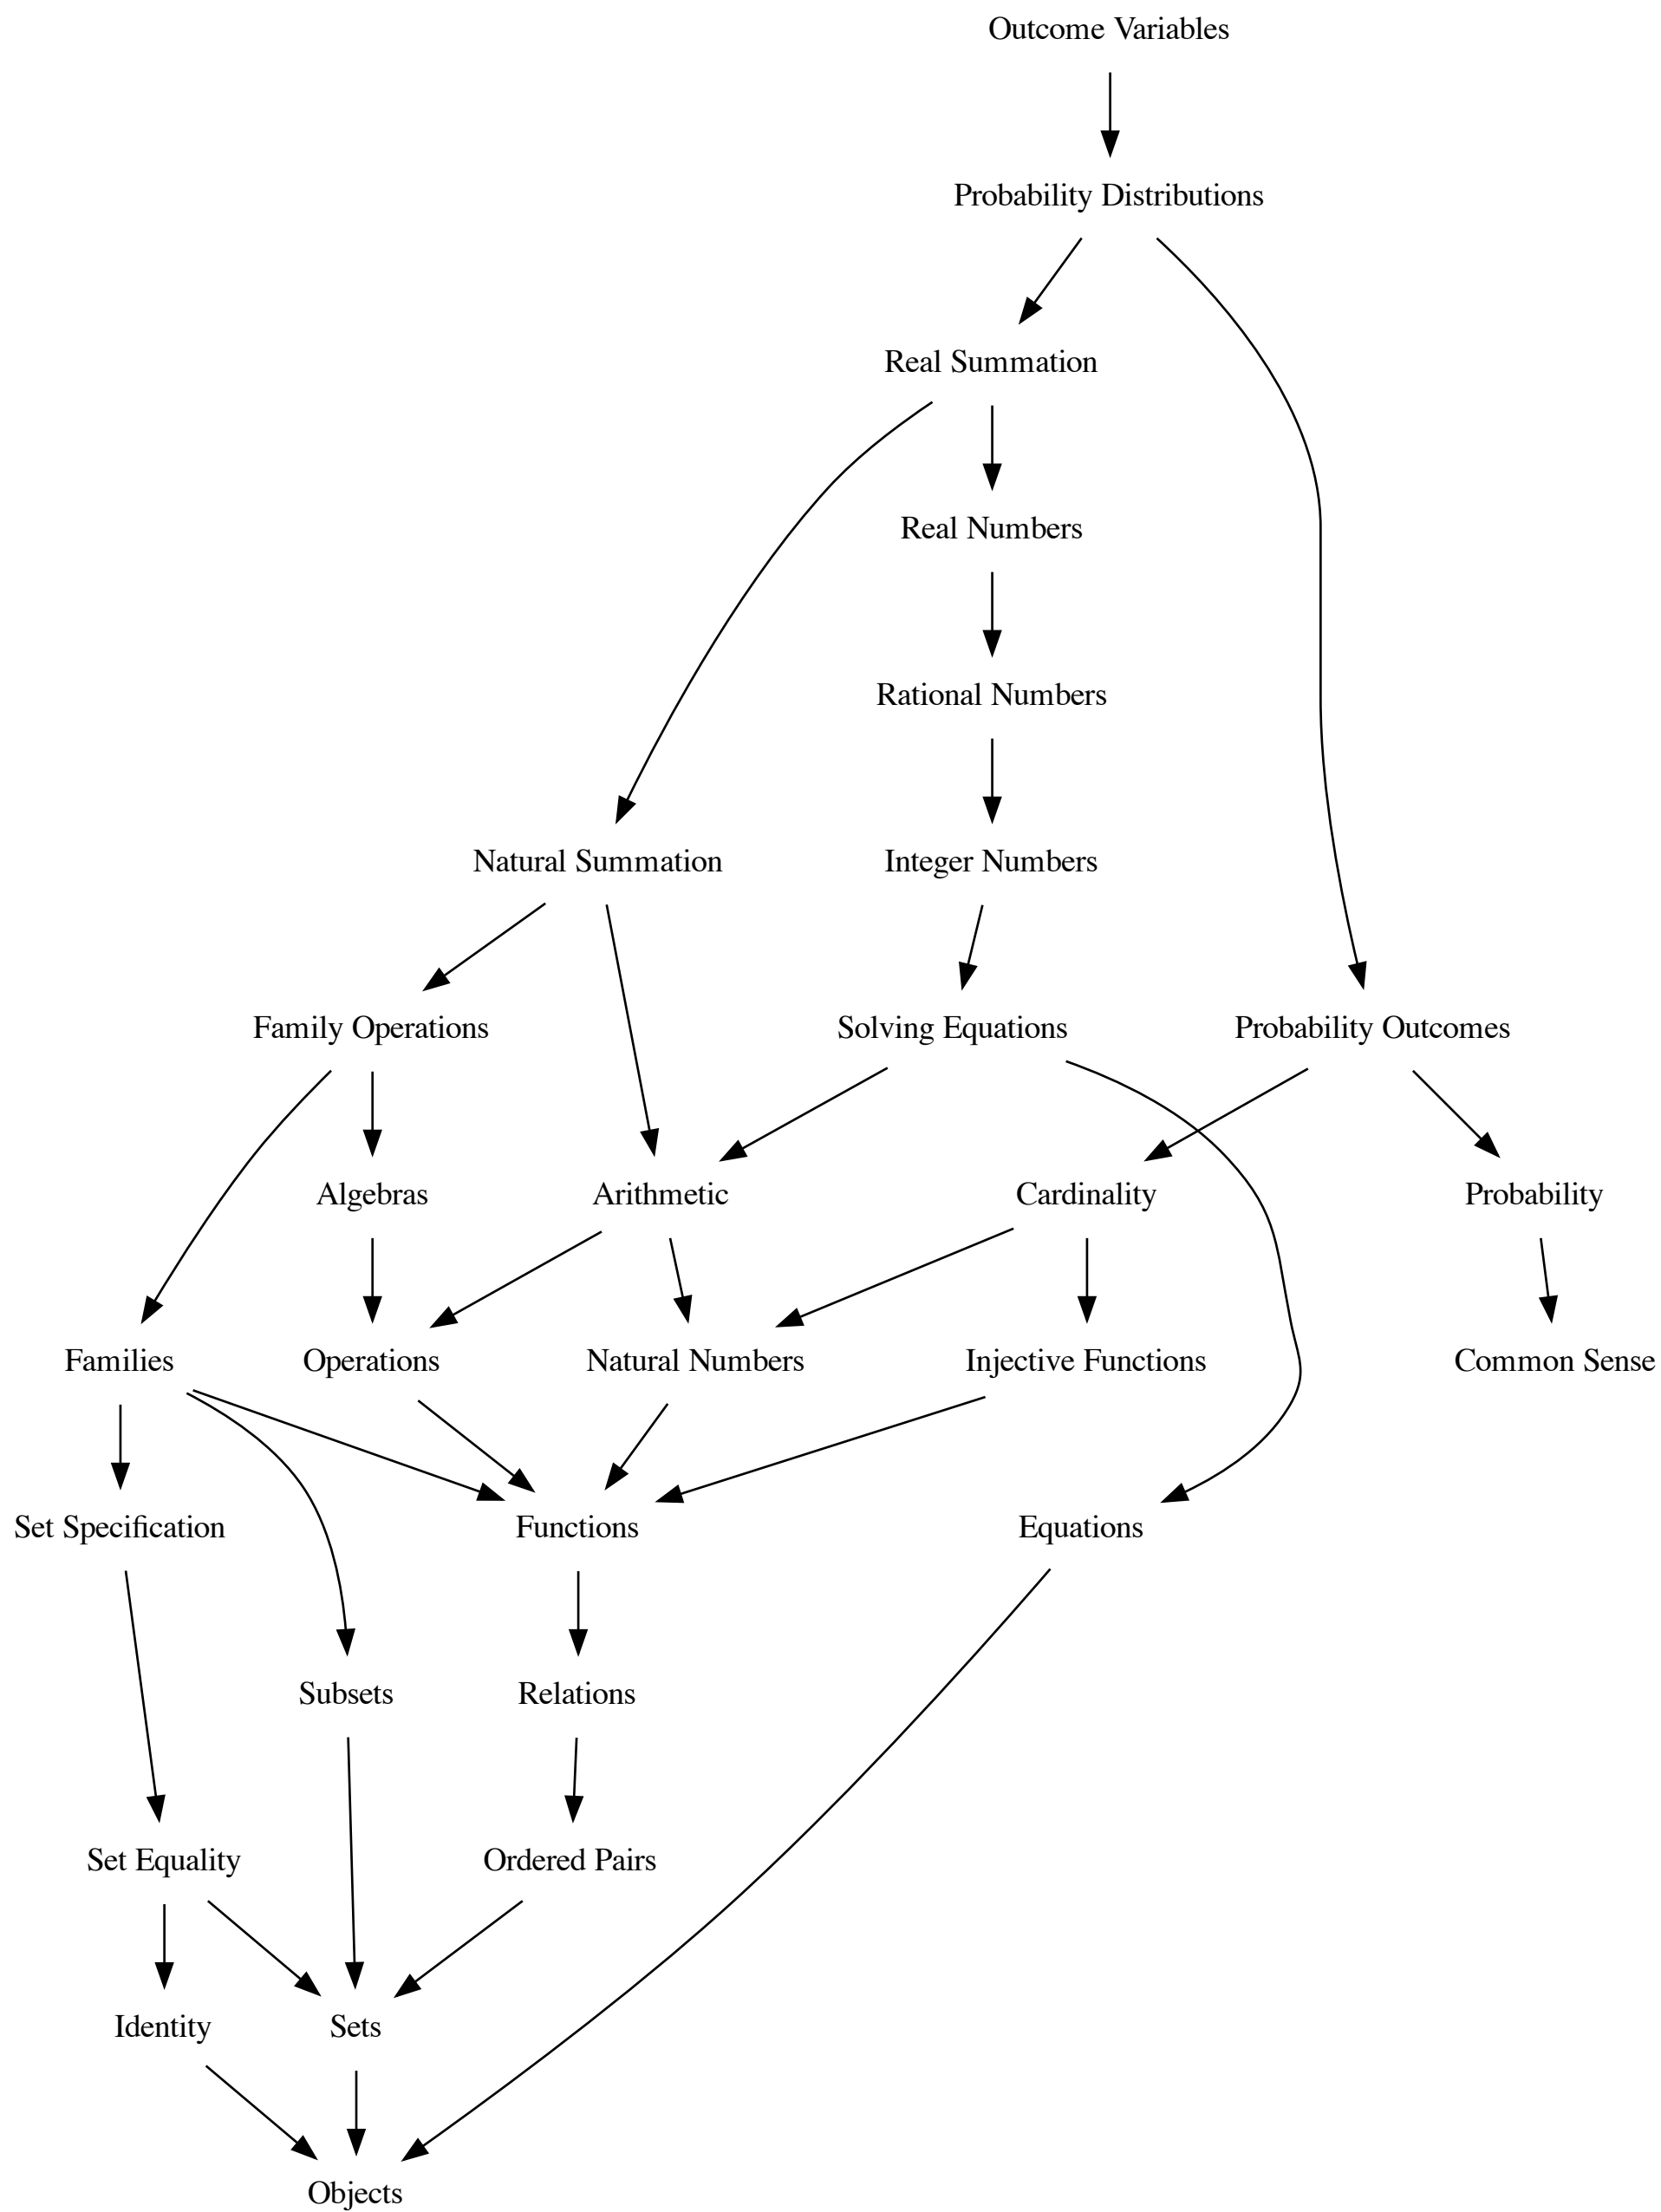 Outcome Variables
Probability Distributions
Real Summation
Real Numbers
Rational Numbers
Natural Summation
Integer Numbers
Family Operations
Solving Equations
Probability Outcomes
Algebras
Arithmetic
Cardinality
Probability
Families
Operations
Natural Numbers
Injective Functions
Common Sense
Set Specification
Functions
Equations
Subsets
Relations
Set Equality
Ordered Pairs
Identity
Sets
Objects